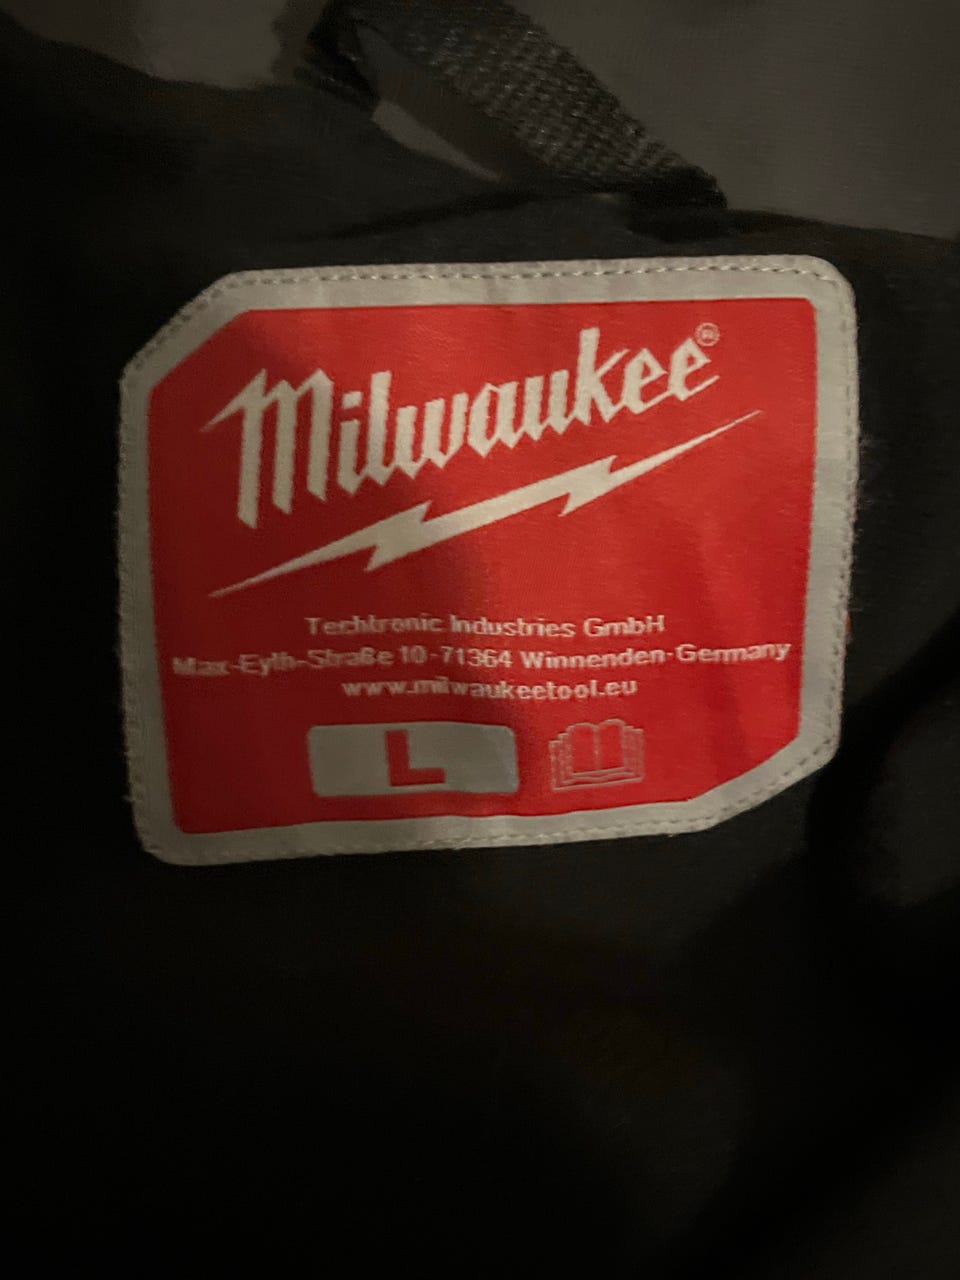 Milwaukee®
Techtronic Industries GmbH
Max-Eyth-Straße 10 - 71364 Winnenden - Germany
www.milwaukeetool.eu
L